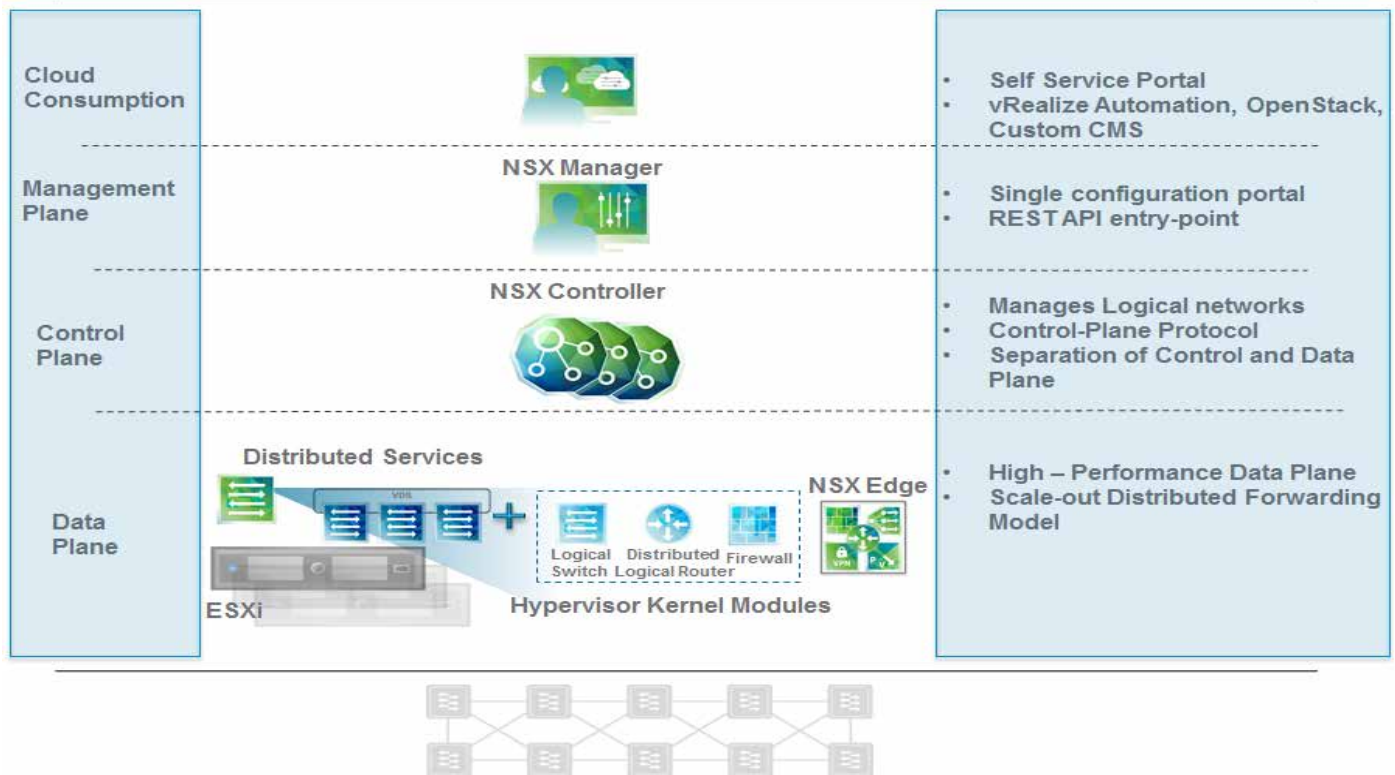 Cloud
Consumption
• Self Service Portal
• vRealize Automation, OpenStack,
Custom CMS
NSX Manager
Management
Plane
• Single configuration portal
• REST API entry-point
NSX Controller
Control
Plane
• Manages Logical networks
• Control-Plane Protocol
• Separation of Control and Data
Plane
Data
Plane
Distributed Services
VDS
ESXi
Logical
Switch
Distributed
Logical Router
Firewall
Hypervisor Kernel Modules
NSX Edge
VPN
• High – Performance Data Plane
• Scale-out Distributed Forwarding
Model